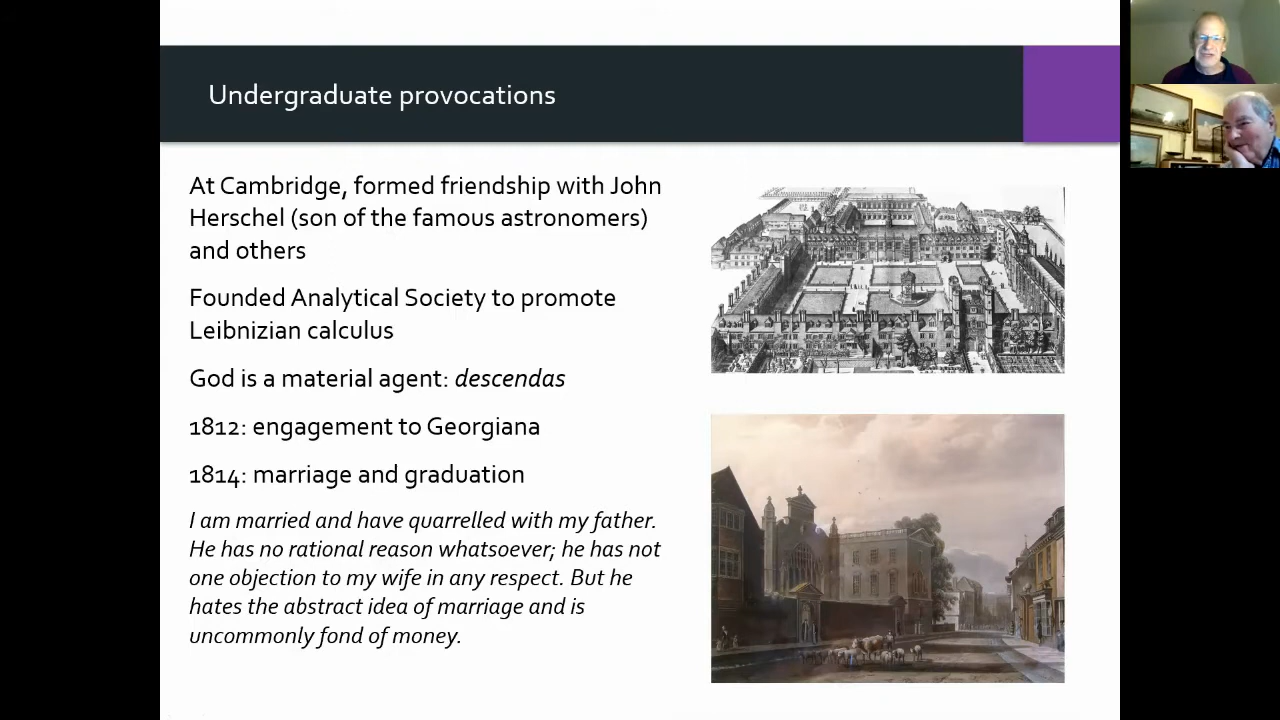 Undergraduate provocations
At Cambridge, formed friendship with John
Herschel (son of the famous astronomers)
and others
Founded Analytical Society to promote
Leibnizian calculus
God is a material agent: descendas
1812: engagement to Georgiana
1814: marriage and graduation
I am married and have quarrelled with my father.
He has no rational reason whatsoever; he has not
one objection to my wife in any respect. But he
hates the abstract idea of marriage and is
uncommonly fond of money.